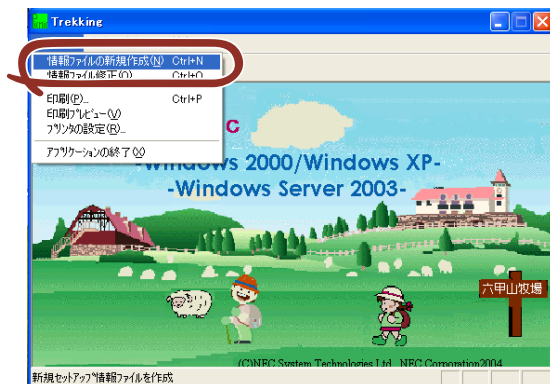 Trekking
情報ファイルの新規作成(N) Ctrl+N
情報ファイル修正(O) Ctrl+O
印刷(P)... Ctrl+P
印刷プレビュー(V)
プリンタの設定(R)...
アプリケーションの終了(X)
C
-Windows 2000/Windows XP-
-Windows Server 2003-
六甲山牧場
(C)NEC System Technologies Ltd., NEC Corporation2004
新規セットアップ情報ファイルを作成